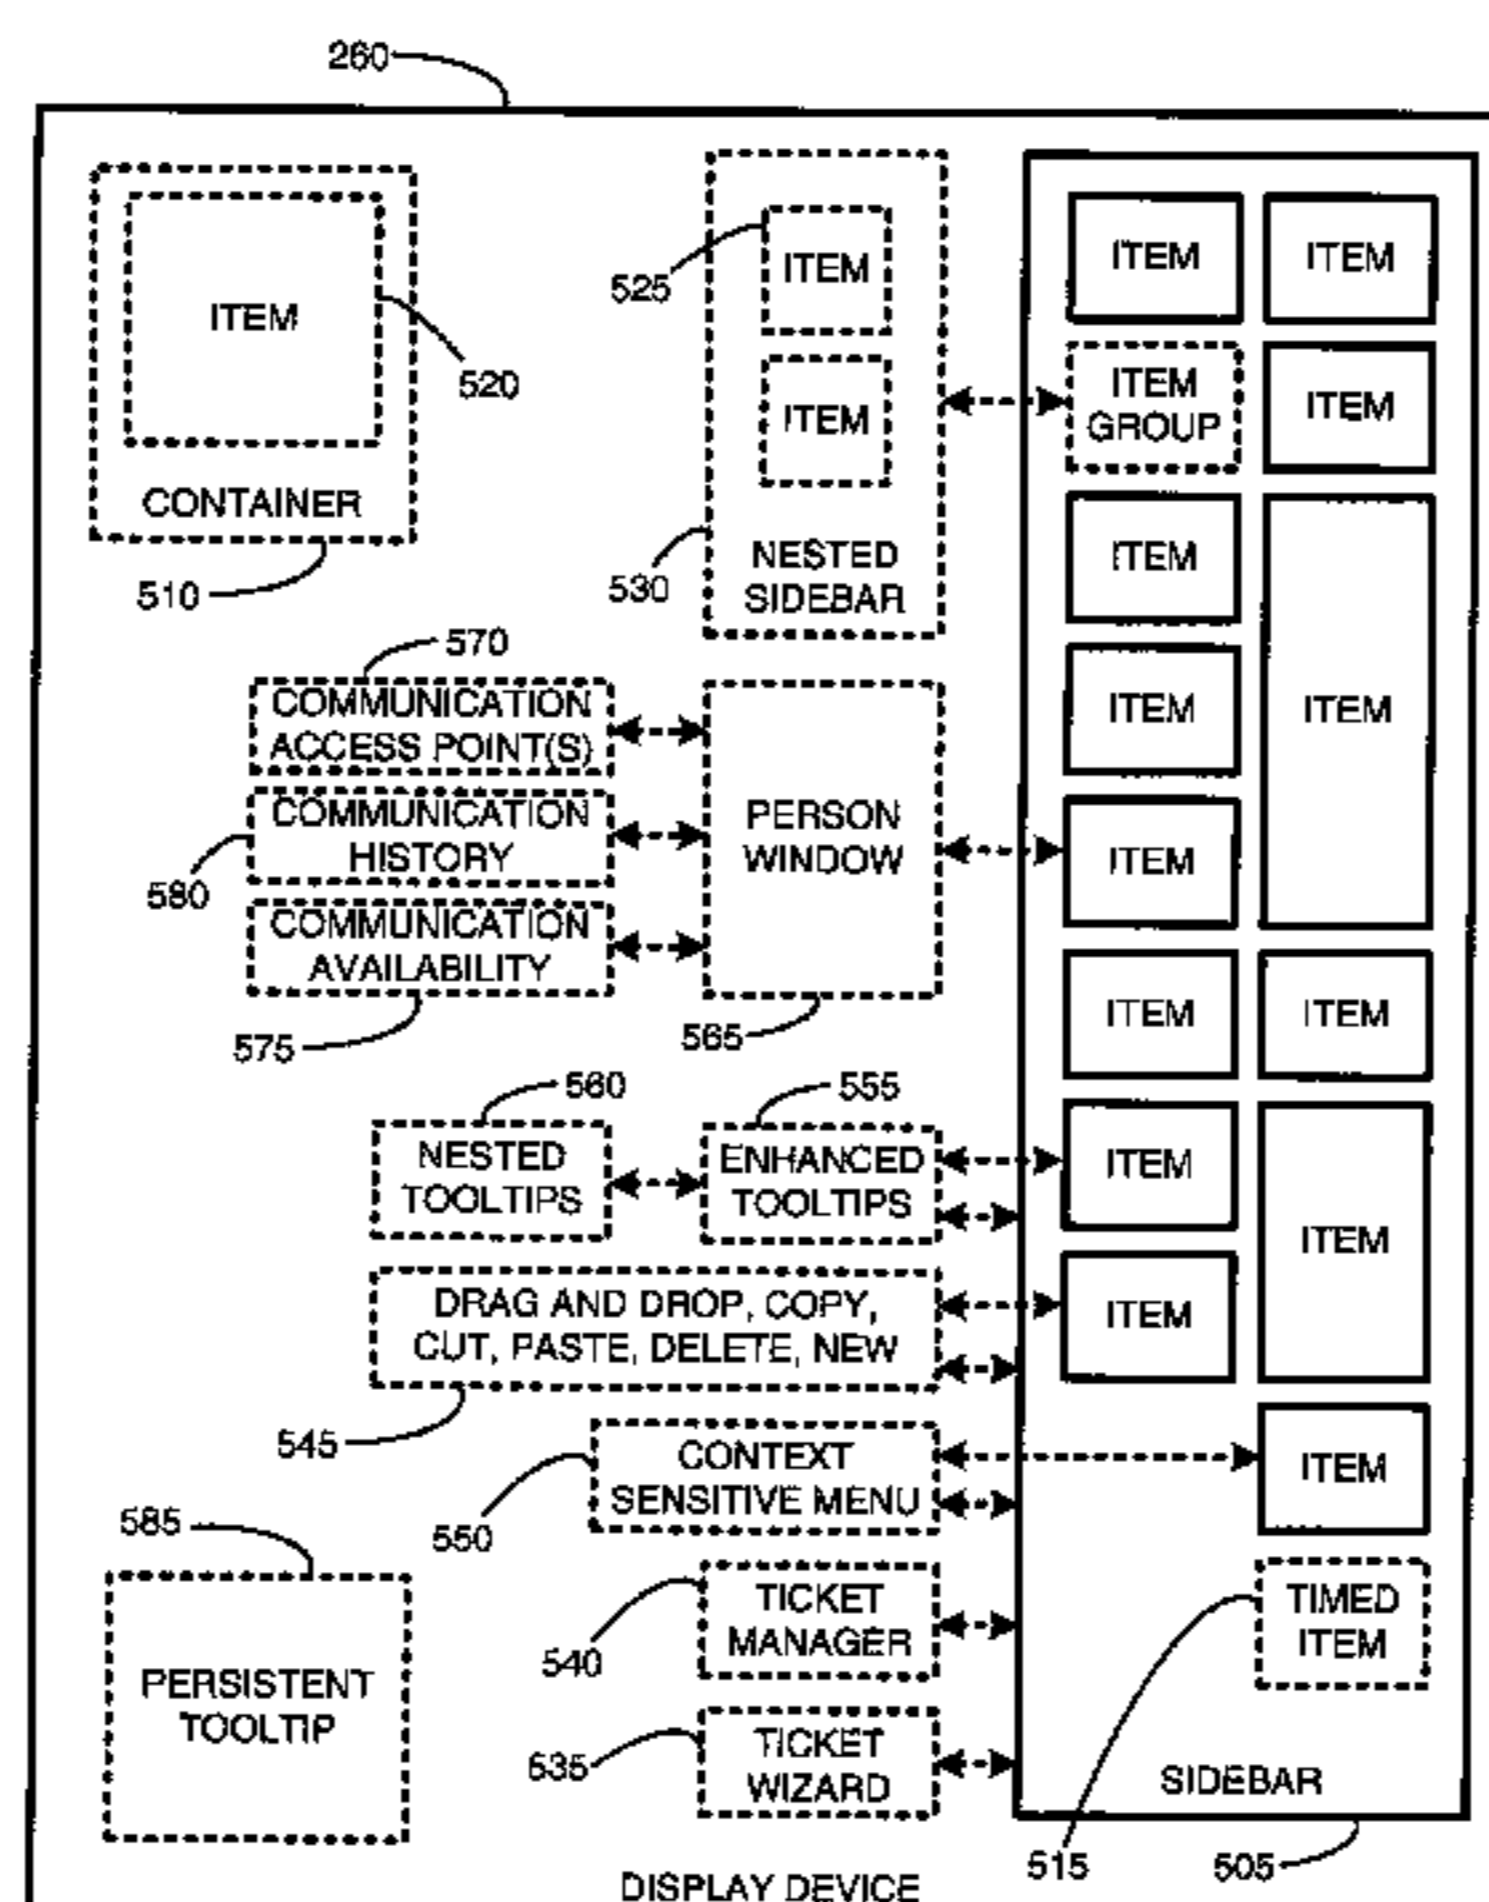 260
ITEM
520
CONTAINER
510
525
ITEM
ITEM
530
NESTED
SIDEBAR
ITEM
ITEM
ITEM
GROUP
ITEM
ITEM
ITEM
ITEM
ITEM
ITEM
ITEM
ITEM
ITEM
ITEM
ITEM
TIMED
ITEM
SIDEBAR
515
505
570
COMMUNICATION
ACCESS POINT(S)
COMMUNICATION
HISTORY
580
COMMUNICATION
AVAILABILITY
575
PERSON
WINDOW
565
560
NESTED
TOOLTIPS
555
ENHANCED
TOOLTIPS
DRAG AND DROP, COPY,
CUT, PASTE, DELETE, NEW
545
CONTEXT
SENSITIVE MENU
550
585
PERSISTENT
TOOLTIP
TICKET
MANAGER
540
TICKET
WIZARD
535
DISPLAY DEVICE